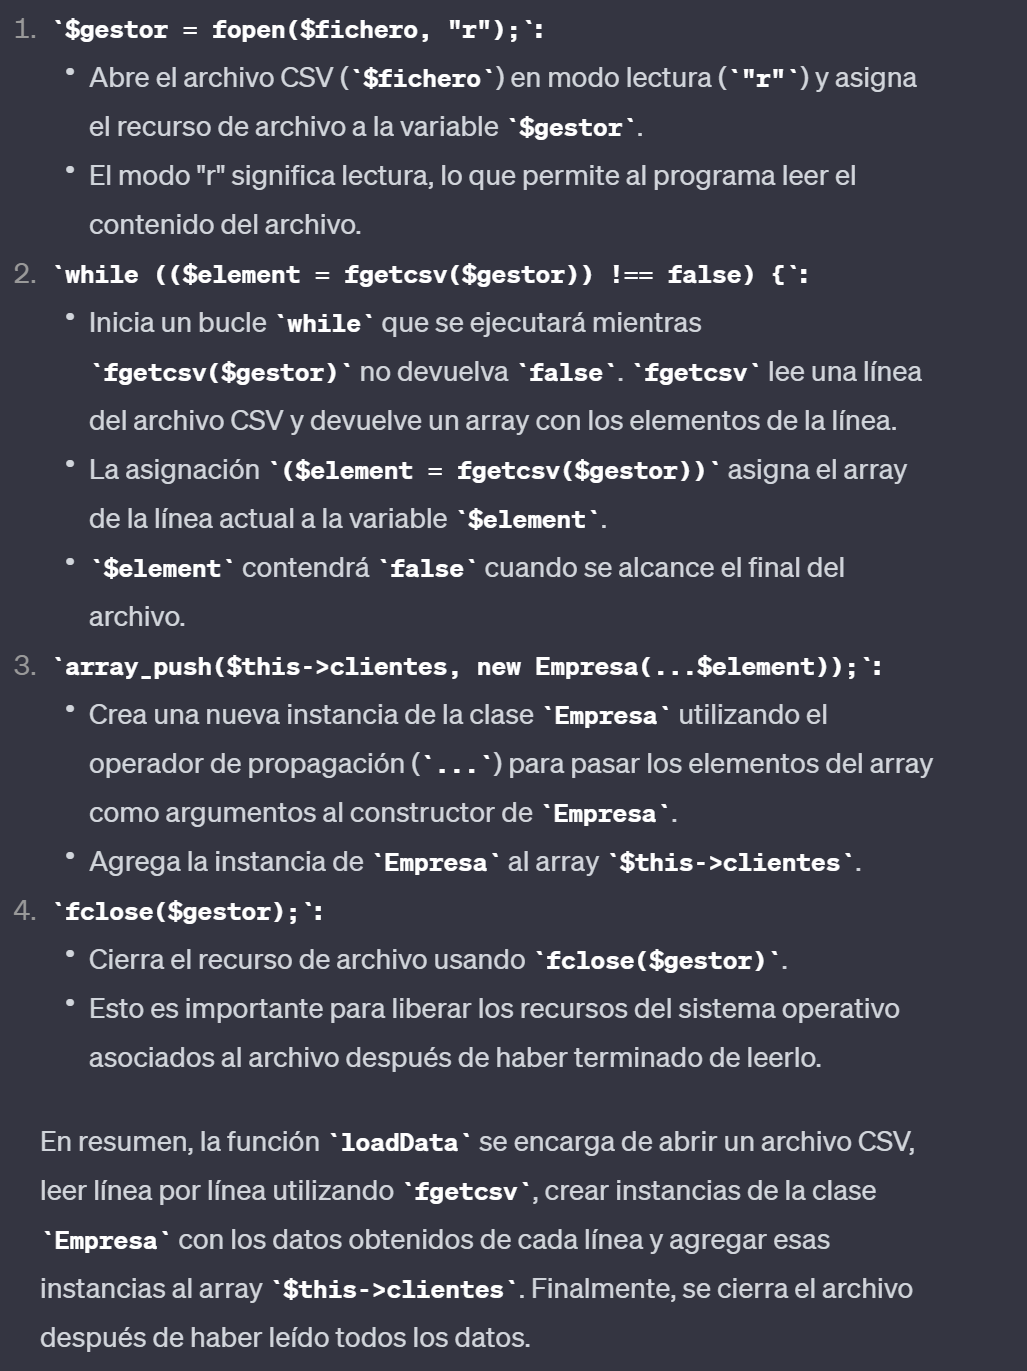 1. `$gestor = fopen($fichero, "r");`:
• Abre el archivo CSV (`$fichero`) en modo lectura (`"r"`) y asigna
el recurso de archivo a la variable `$gestor`.
• El modo "r" significa lectura, lo que permite al programa leer el
contenido del archivo.
2. `while (($element = fgetcsv($gestor)) !== false) {`:
• Inicia un bucle `while` que se ejecutará mientras
`fgetcsv($gestor)` no devuelva `false`. `fgetcsv` lee una línea
del archivo CSV y devuelve un array con los elementos de la línea.
• La asignación `($element = fgetcsv($gestor))` asigna el array
de la línea actual a la variable `$element`.
• `$element` contendrá `false` cuando se alcance el final del
archivo.
3. `array_push($this->clientes, new Empresa(...$element));`:
• Crea una nueva instancia de la clase `Empresa` utilizando el
operador de propagación (`...`) para pasar los elementos del array
como argumentos al constructor de `Empresa`.
• Agrega la instancia de `Empresa` al array `$this->clientes`.
4. `fclose($gestor);`:
• Cierra el recurso de archivo usando `fclose($gestor)`.
• Esto es importante para liberar los recursos del sistema operativo
asociados al archivo después de haber terminado de leerlo.
En resumen, la función `loadData` se encarga de abrir un archivo CSV,
leer línea por línea utilizando `fgetcsv`, crear instancias de la clase
`Empresa` con los datos obtenidos de cada línea y agregar esas
instancias al array `$this->clientes`. Finalmente, se cierra el archivo
después de haber leído todos los datos.